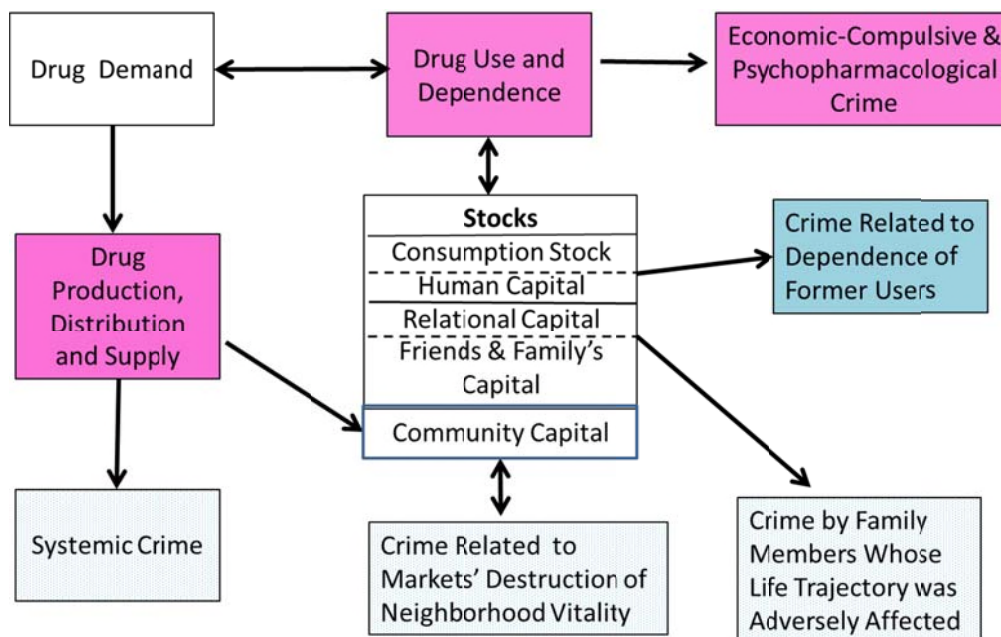 Drug Demand
Drug Use and
Dependence
Economic-Compulsive &
Psychopharmacological
Crime
Stocks
Consumption Stock
Human Capital
Relational Capital
Friends & Family's
Capital
Community Capital
Crime Related to
Dependence of
Former Users
Drug
Production,
Distribution
and Supply
Systemic Crime
Crime Related to
Markets' Destruction of
Neighborhood Vitality
Crime by Family
Members Whose
Life Trajectory was
Adversely Affected